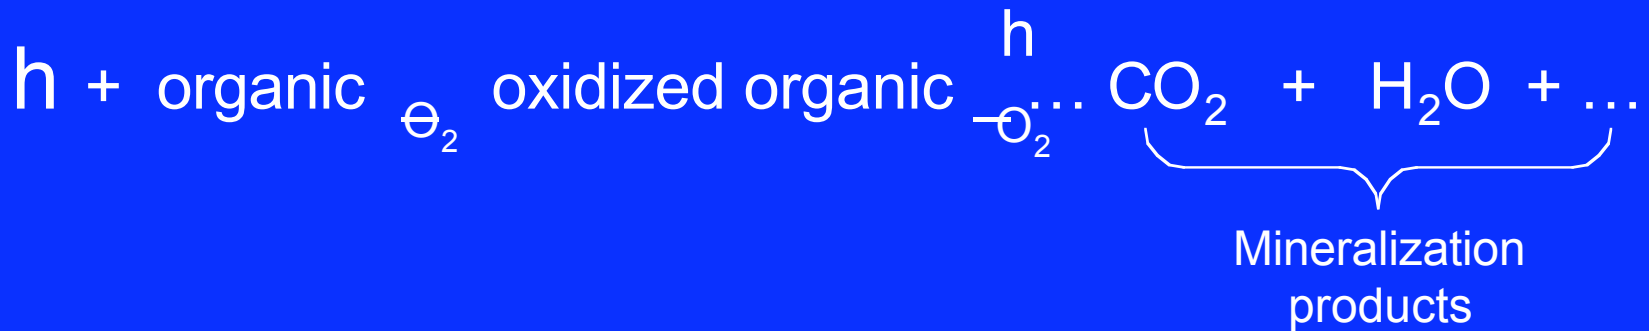 h
h + organic O₂ oxidized organic O₂ … CO₂ + H₂O + …
Mineralization
products